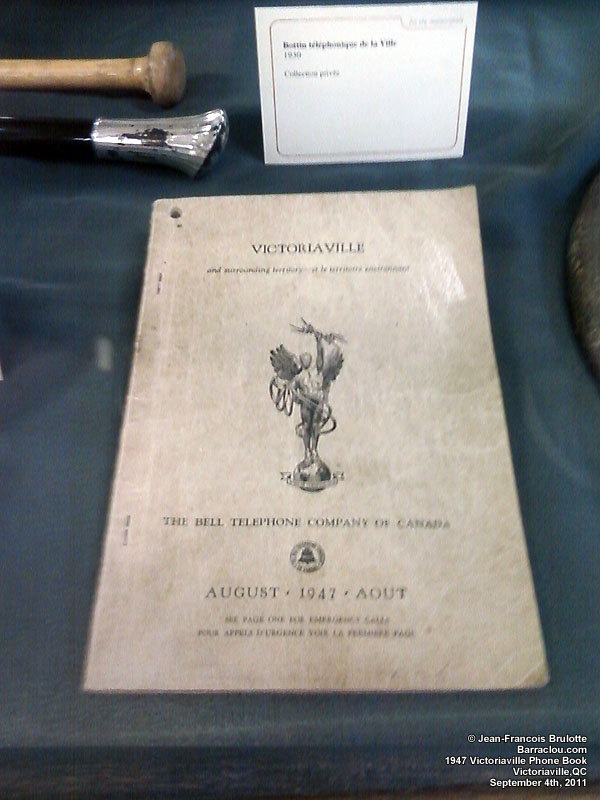 Bottin téléphonique de la Ville
1930
Collection privée
VICTORIAVILLE
and surrounding territory—et le territoire environnant
THE BELL TELEPHONE COMPANY OF CANADA
AUGUST · 1947 · AOUT
SEE PAGE ONE FOR EMERGENCY CALLS
POUR APPELS D'URGENCE VOIR LA PREMIERE PAGE
© Jean-Francois Brulotte
Barraclou.com
1947 Victoriaville Phone Book
Victoriaville,QC
September 4th, 2011